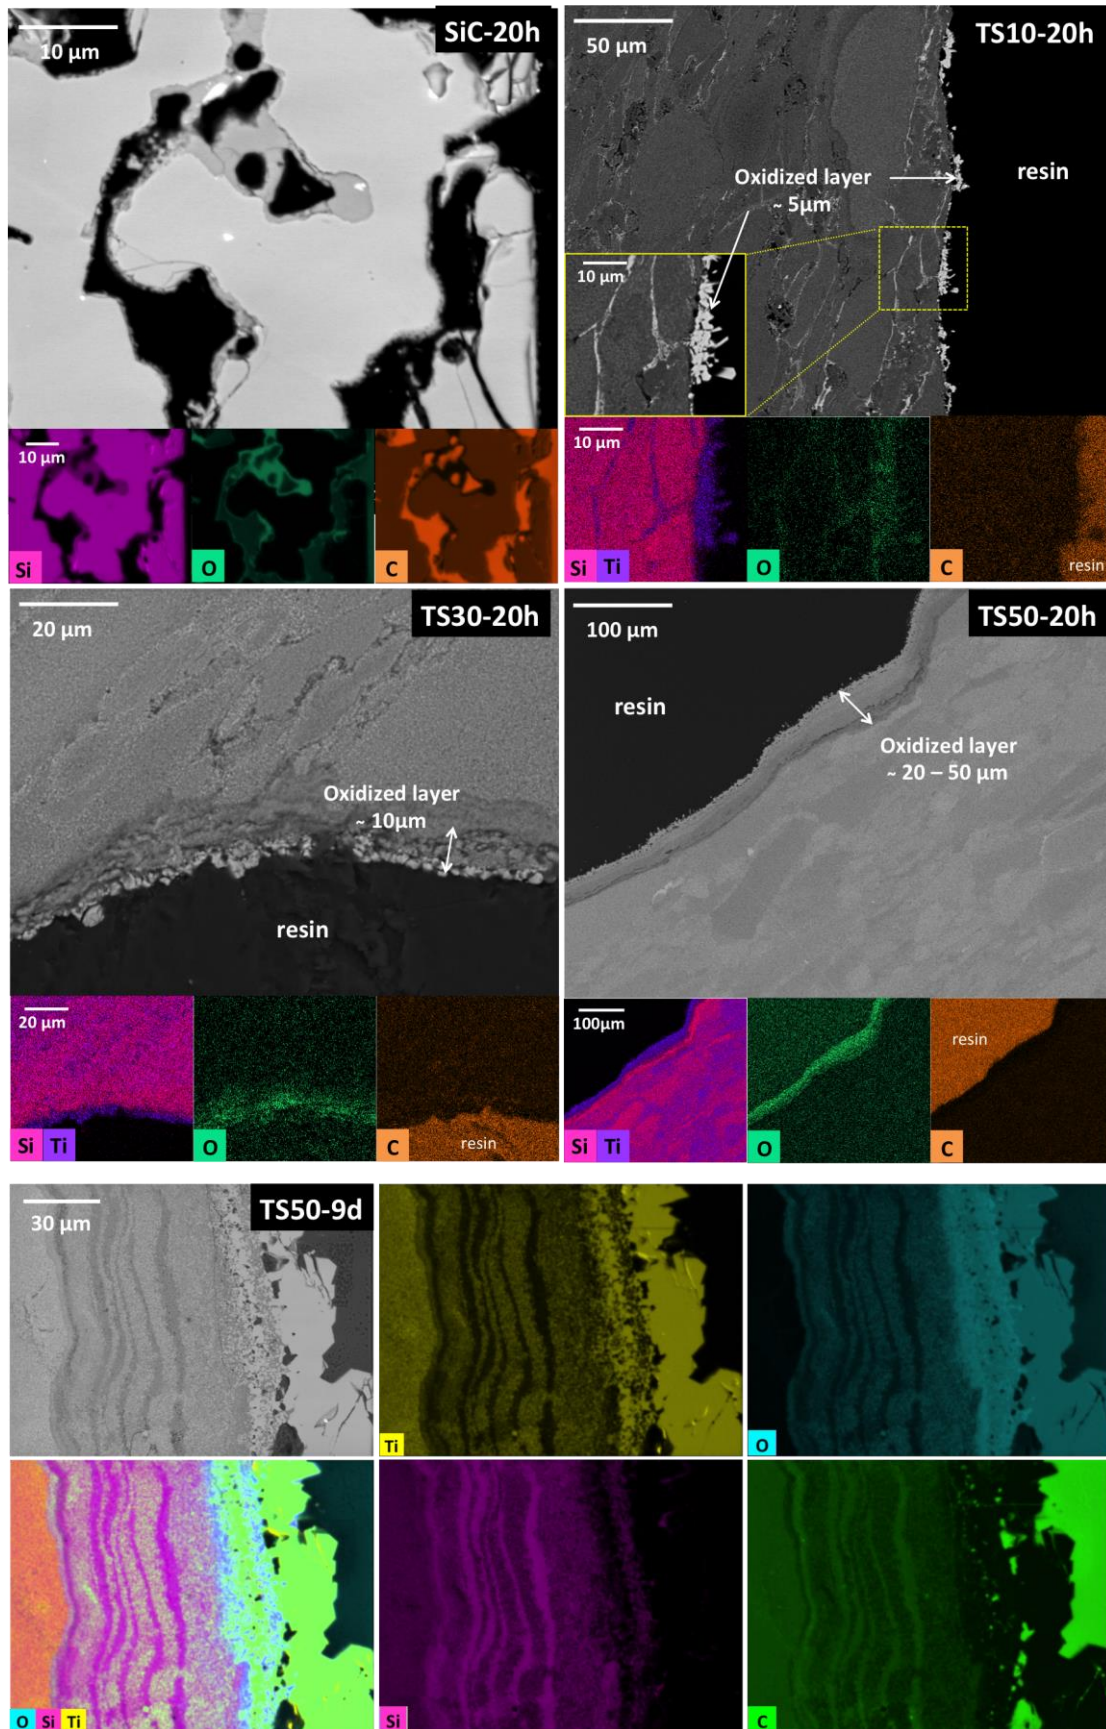 10 µm
SiC-20h
10 µm
Si
O
C
50 µm
TS10-20h
Oxidized layer
~ 5µm
resin
10 µm
10 µm
Si Ti
O
C
resin
20 µm
TS30-20h
Oxidized layer
~ 10µm
resin
20 µm
Si Ti
O
C
resin
100 µm
TS50-20h
resin
Oxidized layer
~ 20 – 50 µm
100µm
Si Ti
O
resin
C
30 µm
TS50-9d
Ti
O
O Si Ti
Si
C